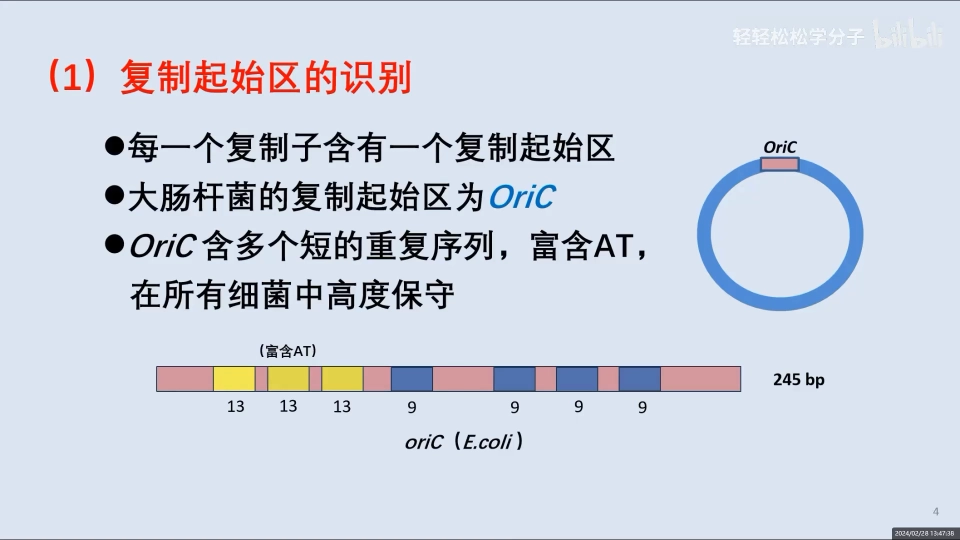 轻轻松松学分子 bilibili
（1）复制起始区的识别
●每一个复制子含有一个复制起始区
●大肠杆菌的复制起始区为OriC
●OriC 含多个短的重复序列，富含AT，
在所有细菌中高度保守
OriC
（富含AT）
245 bp
13 13 13 9 9 9 9
oriC（E.coli）
4
2024/02/28 13:47:38